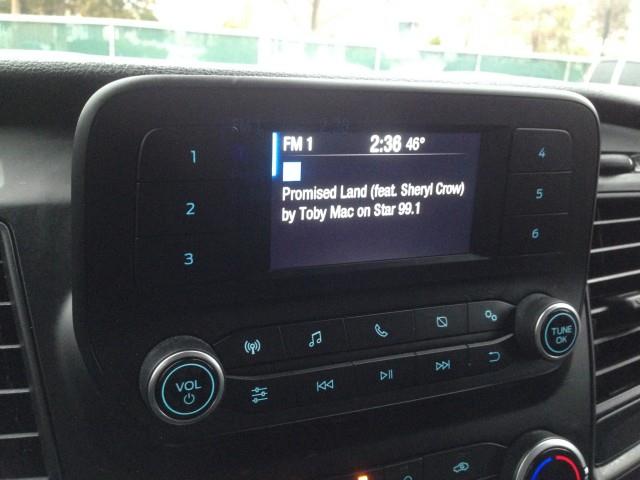 FM 1 2:36 46°
Promised Land (feat. Sheryl Crow)
by Toby Mac on Star 99.1
1
2
3
4
5
6
VOL
TUNE
OK